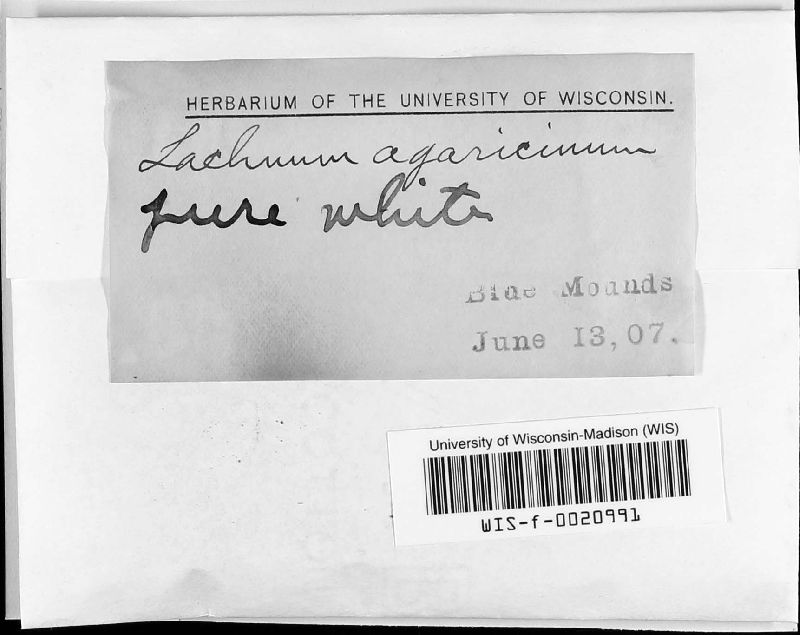 HERBARIUM OF THE UNIVERSITY OF WISCONSIN.
Lachnum agaricinum
pure white
Blue Mounds
June 13, 07.
University of Wisconsin-Madison (WIS)
WIS-f-0020991